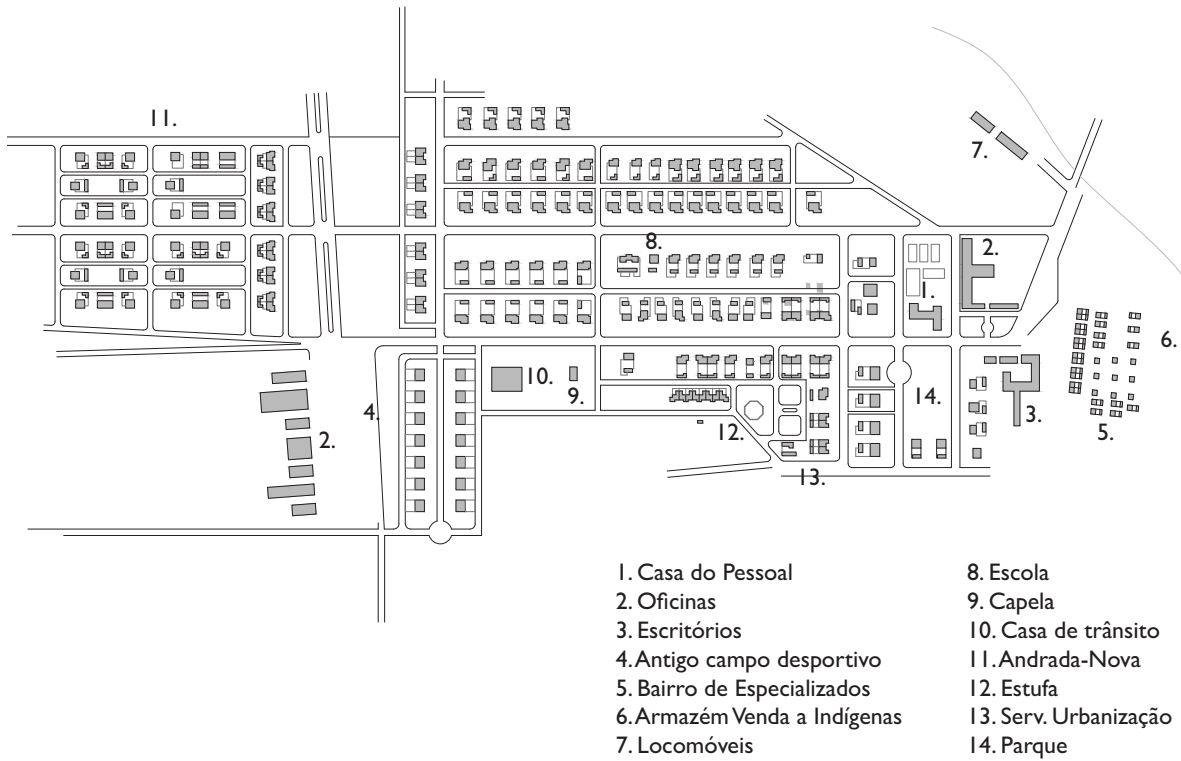 11.
7.
8.
2.
1.
6.
10.
9.
4.
14.
3.
5.
2.
12.
13.
1. Casa do Pessoal
2. Oficinas
3. Escritórios
4. Antigo campo desportivo
5. Bairro de Especializados
6. Armazém Venda a Indígenas
7. Locomóveis
8. Escola
9. Capela
10. Casa de trânsito
11. Andrada-Nova
12. Estufa
13. Serv. Urbanização
14. Parque